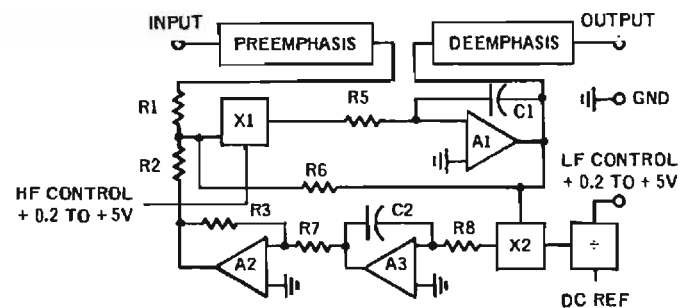 INPUT
OUTPUT
PREEMPHASIS
DEEMPHASIS
R1
X1
R5
C1
GND
A1
R2
R6
LF CONTROL
+ 0.2 TO + 5V
HF CONTROL
+ 0.2 TO + 5V
R3
R7
C2
R8
X2
÷
A2
A3
DC REF